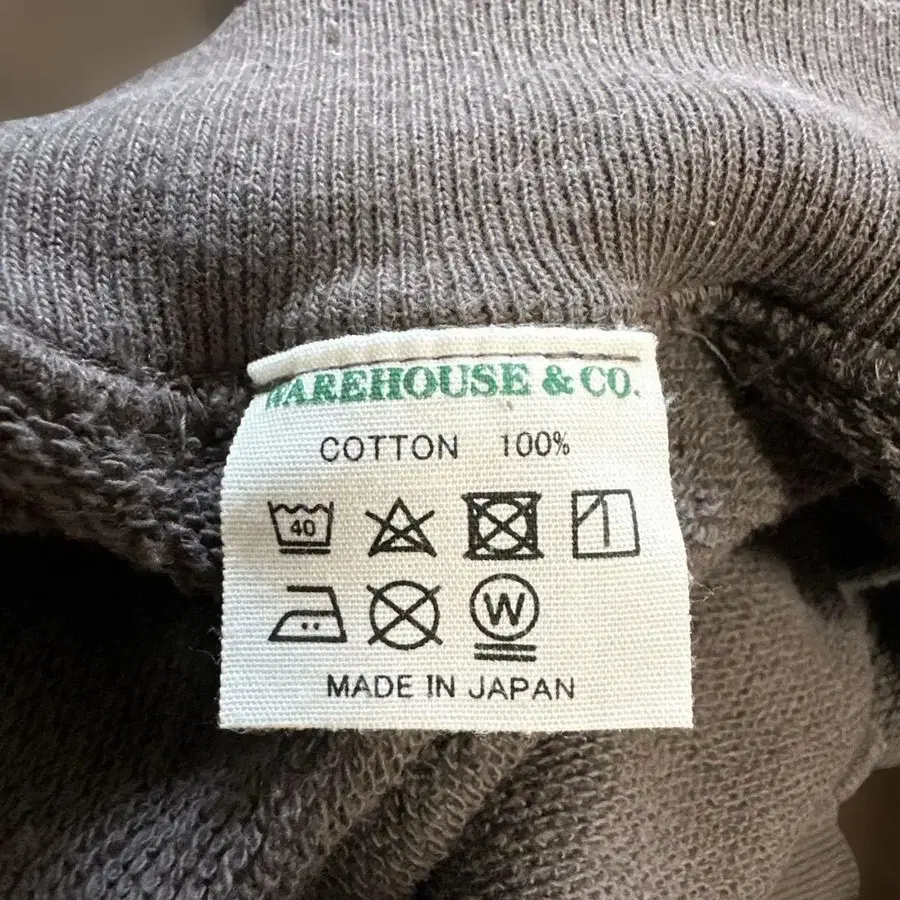 WAREHOUSE & CO.
COTTON 100%
40
W
MADE IN JAPAN